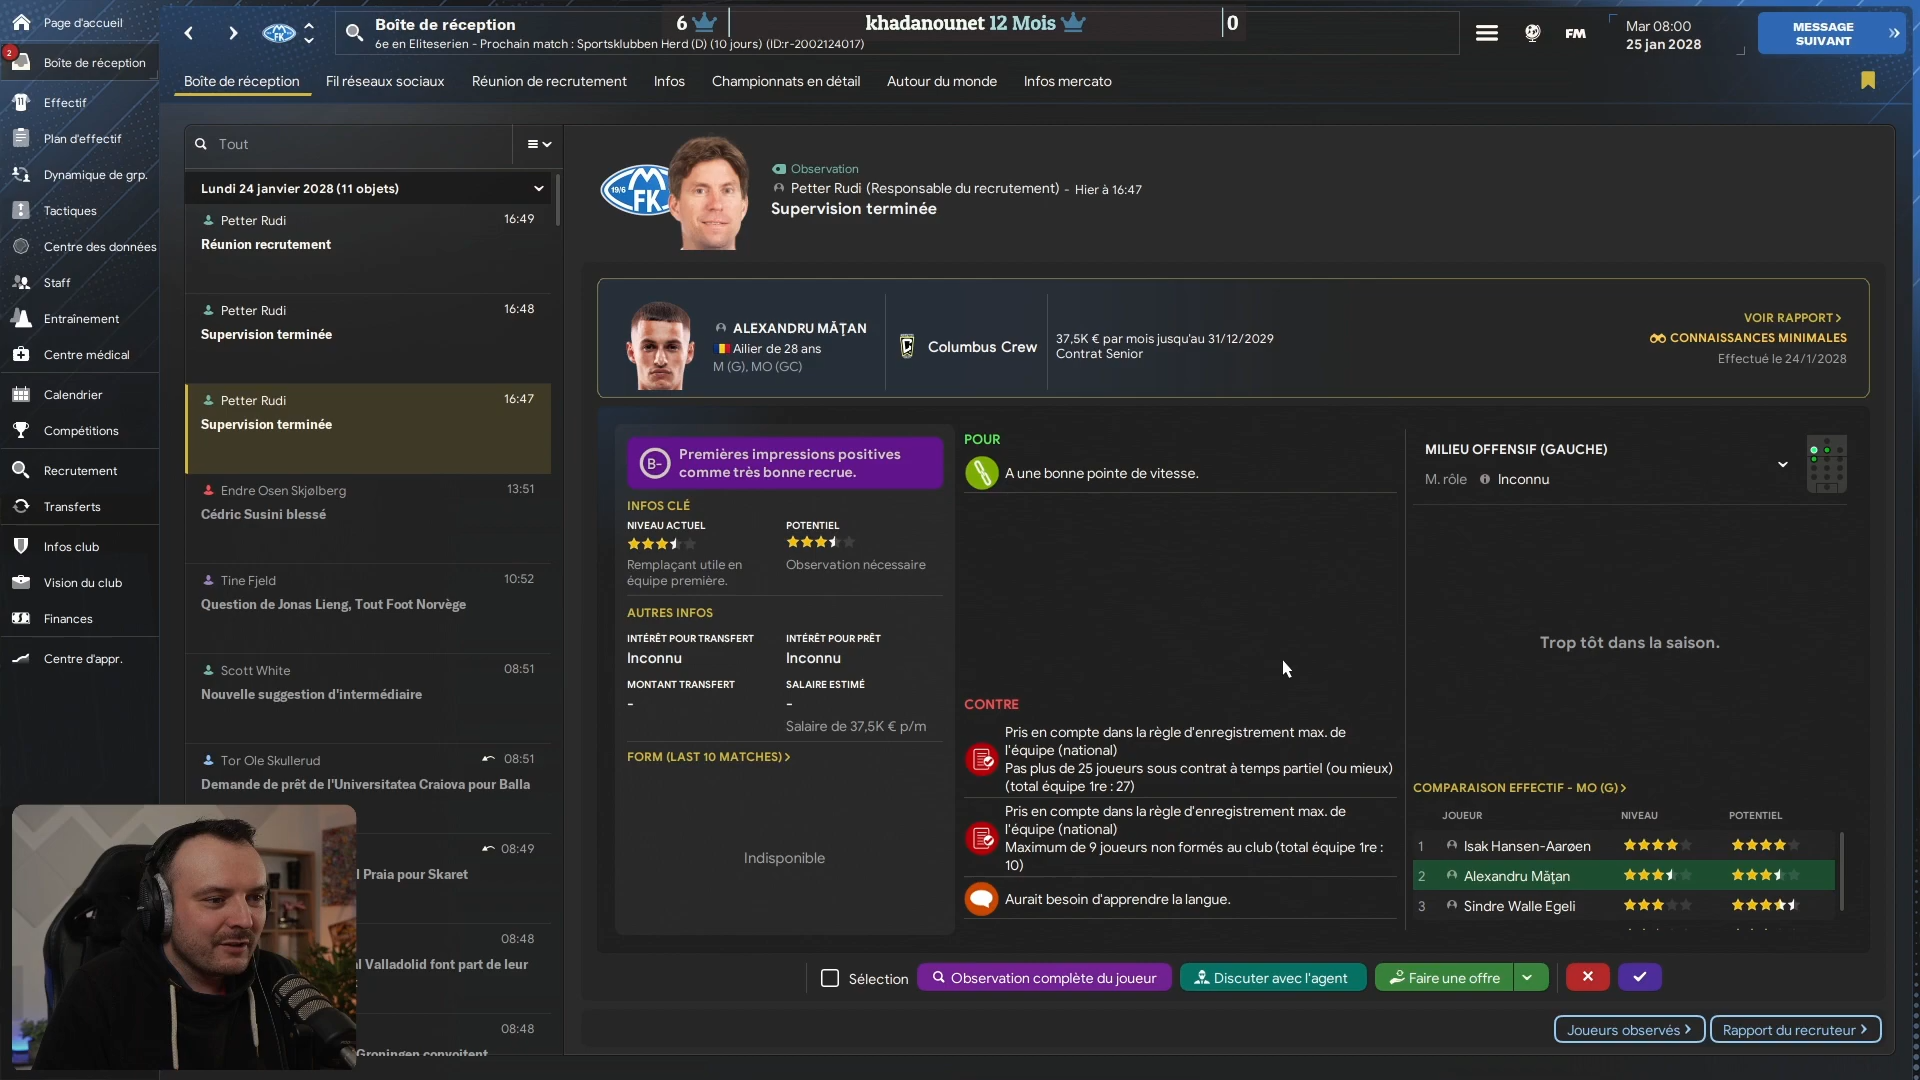 Page d'accueil
2
Boîte de réception
Effectif
Plan d'effectif
Dynamique de grp.
Tactiques
Centre des données
Staff
Entraînement
Centre médical
Calendrier
Compétitions
Recrutement
Transferts
Infos club
Vision du club
Finances
Centre d'appr.
Boîte de réception
6e en Eliteserien - Prochain match : Sportsklubben Herd (D) (10 jours) (ID:r-2002124017)
6
khadanounet 12 Mois
0
FM
Mar 08:00
25 jan 2028
MESSAGE
SUIVANT
Boîte de réception
Fil réseaux sociaux
Réunion de recrutement
Infos
Championnats en détail
Autour du monde
Infos mercato
Tout
Lundi 24 janvier 2028 (11 objets)
Petter Rudi 16:49
Réunion recrutement
Petter Rudi 16:48
Supervision terminée
Petter Rudi 16:47
Supervision terminée
Endre Osen Skjølberg 13:51
Cédric Susini blessé
Tine Fjeld 10:52
Question de Jonas Lieng, Tout Foot Norvège
Scott White 08:51
Nouvelle suggestion d'intermédiaire
Tor Ole Skullerud 08:51
Demande de prêt de l'Universitatea Craiova pour Balla
08:49
l Praia pour Skaret
08:48
l Valladolid font part de leur
08:48
Groningen convoitent
Observation
Petter Rudi (Responsable du recrutement) - Hier à 16:47
Supervision terminée
ALEXANDRU MĂŢAN
Ailier de 28 ans
M (G), MO (GC)
Columbus Crew
37,5K € par mois jusqu'au 31/12/2029
Contrat Senior
VOIR RAPPORT
CONNAISSANCES MINIMALES
Effectué le 24/1/2028
B-
Premières impressions positives
comme très bonne recrue.
INFOS CLÉ
NIVEAU ACTUEL
POTENTIEL
Remplaçant utile en
équipe première.
Observation nécessaire
AUTRES INFOS
INTÉRÊT POUR TRANSFERT
INTÉRÊT POUR PRÊT
Inconnu
Inconnu
MONTANT TRANSFERT
SALAIRE ESTIMÉ
-
-
Salaire de 37,5K € p/m
FORM (LAST 10 MATCHES)
Indisponible
POUR
A une bonne pointe de vitesse.
CONTRE
Pris en compte dans la règle d'enregistrement max. de
l'équipe (national)
Pas plus de 25 joueurs sous contrat à temps partiel (ou mieux)
(total équipe 1re : 27)
Pris en compte dans la règle d'enregistrement max. de
l'équipe (national)
Maximum de 9 joueurs non formés au club (total équipe 1re :
10)
Aurait besoin d'apprendre la langue.
MILIEU OFFENSIF (GAUCHE)
M. rôle Inconnu
Trop tôt dans la saison.
COMPARAISON EFFECTIF - MO (G)
JOUEUR NIVEAU POTENTIEL
1 Isak Hansen-Aarøen
2 Alexandru Măţan
3 Sindre Walle Egeli
Sélection
Observation complète du joueur
Discuter avec l'agent
Faire une offre
Joueurs observés
Rapport du recruteur